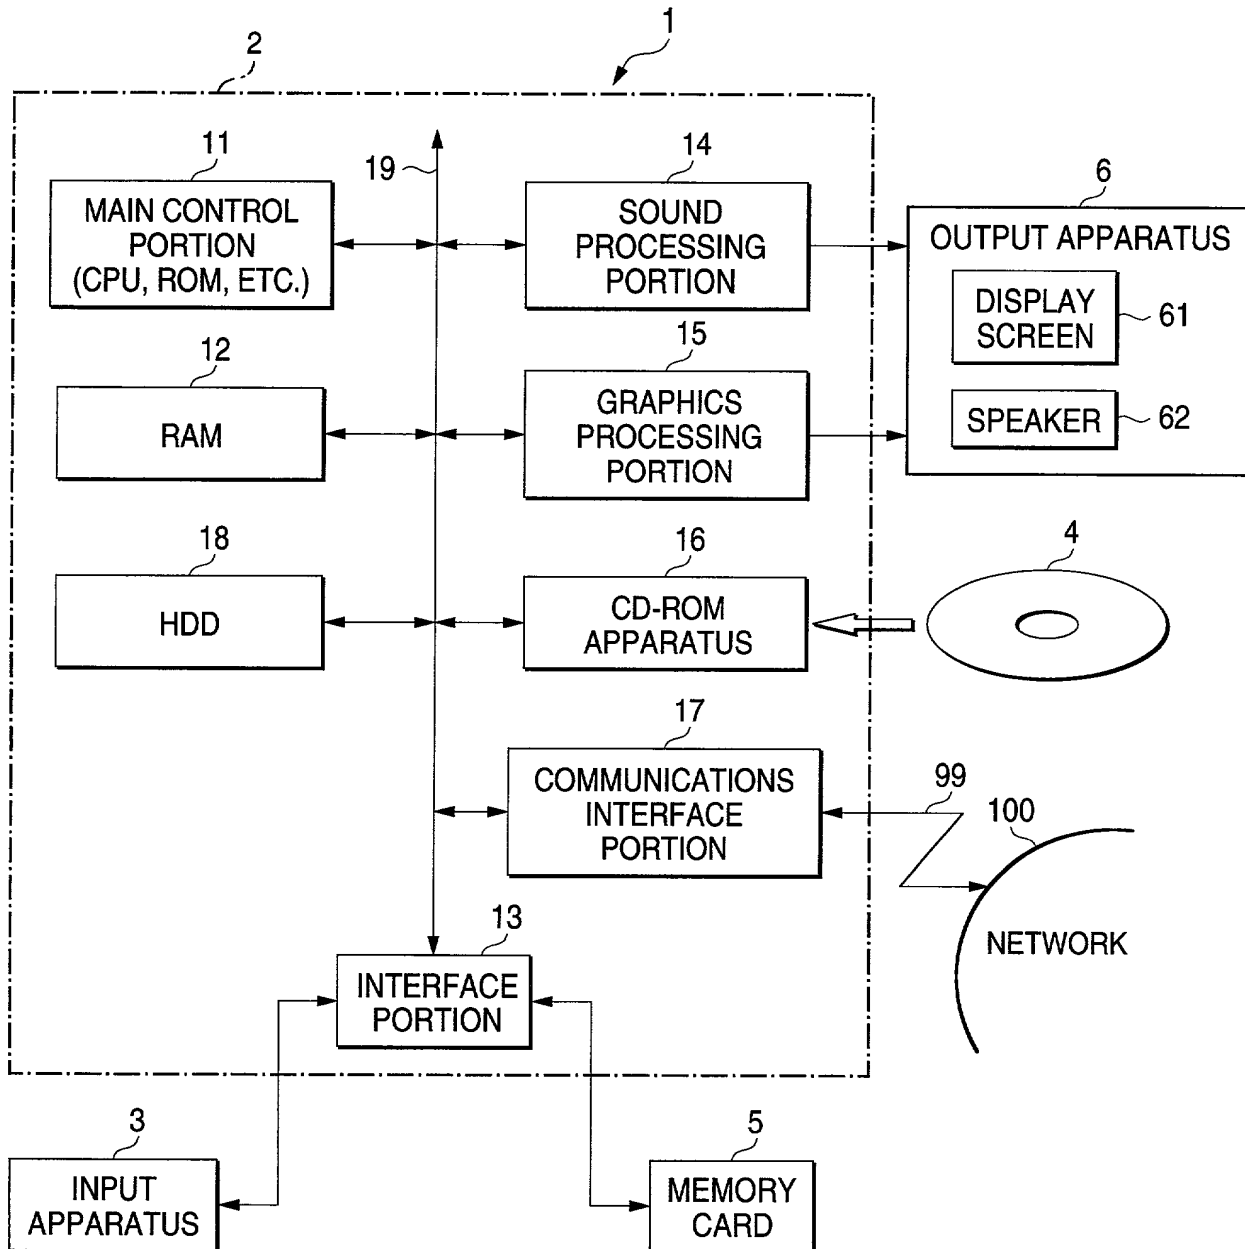 1
2
11
MAIN CONTROL
PORTION
(CPU, ROM, ETC.)
19
14
SOUND
PROCESSING
PORTION
6
OUTPUT APPARATUS
DISPLAY
SCREEN
61
SPEAKER
62
12
RAM
15
GRAPHICS
PROCESSING
PORTION
18
HDD
16
CD-ROM
APPARATUS
4
17
COMMUNICATIONS
INTERFACE
PORTION
99
100
NETWORK
13
INTERFACE
PORTION
3
INPUT
APPARATUS
5
MEMORY
CARD